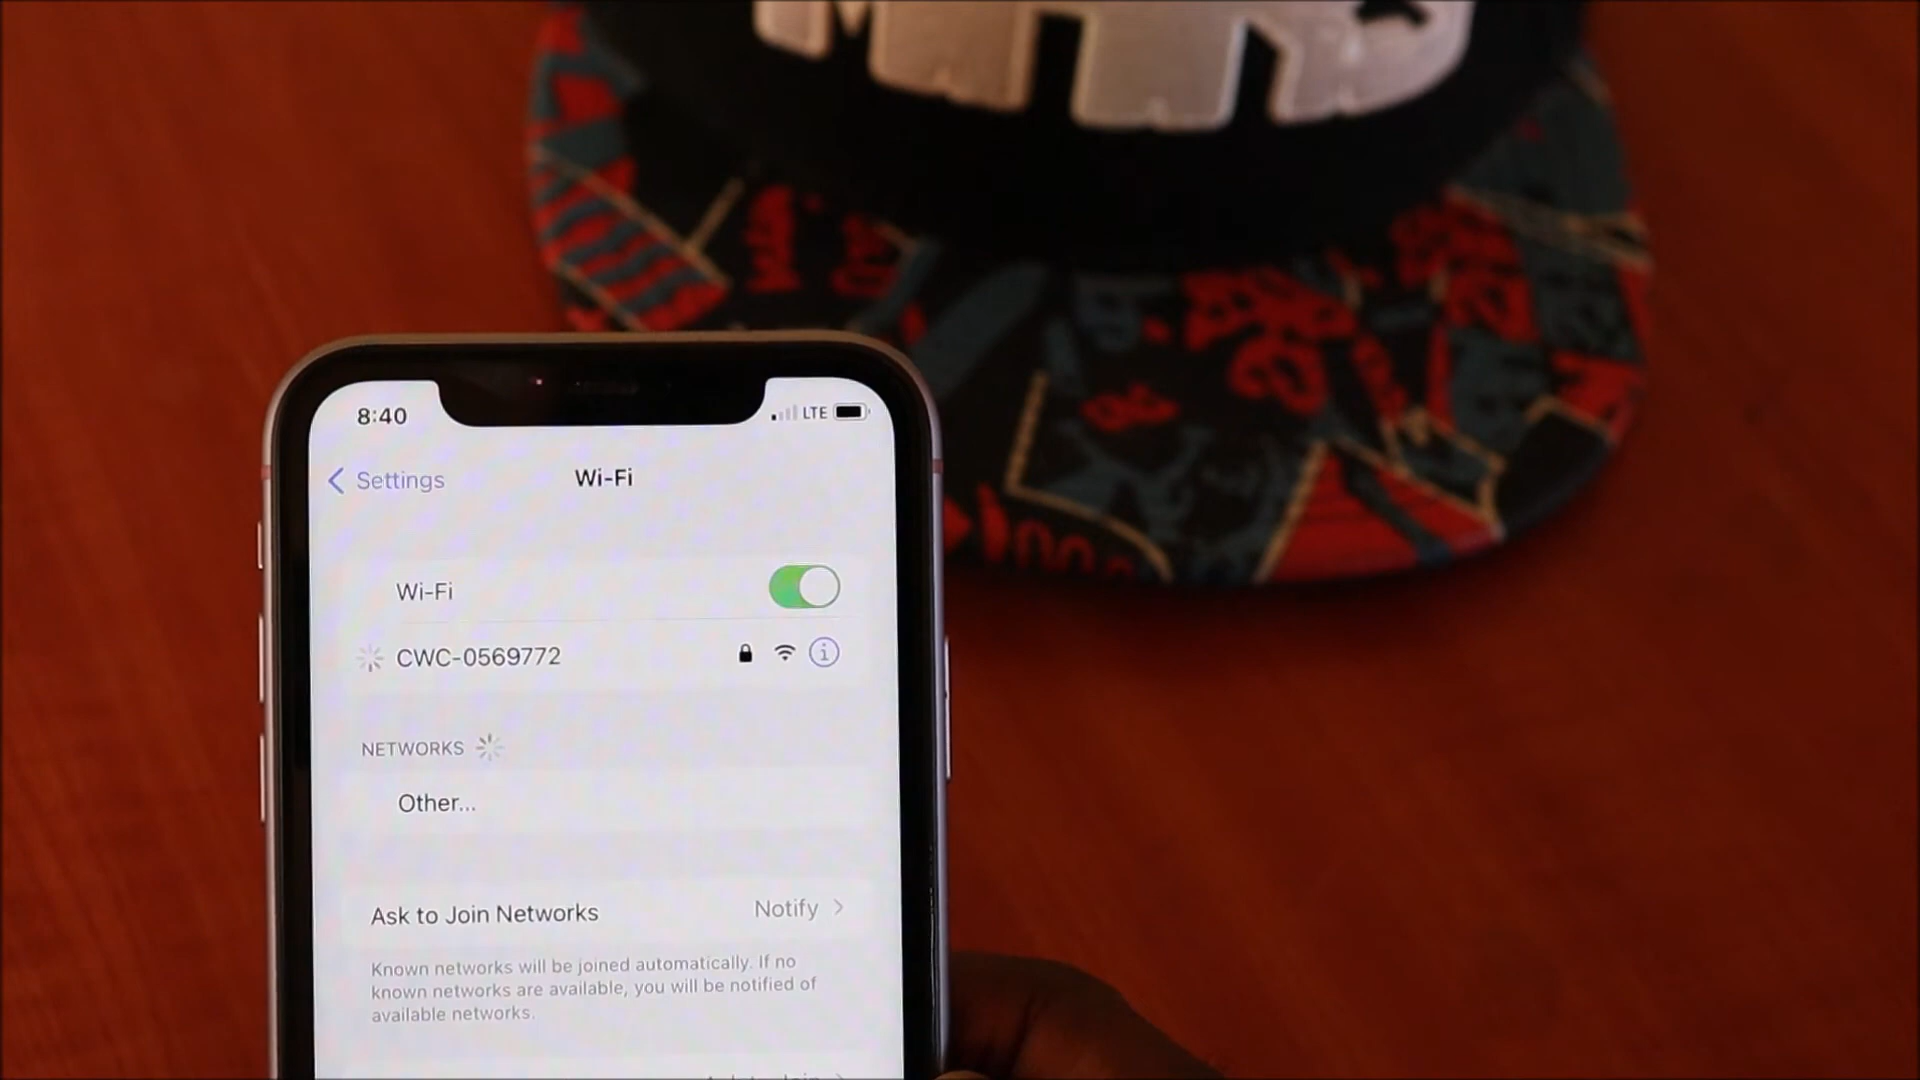 8:40
LTE
Settings
Wi-Fi
Wi-Fi
CWC-0569772
NETWORKS
Other...
Ask to Join Networks
Notify
Known networks will be joined automatically. If no
known networks are available, you will be notified of
available networks.